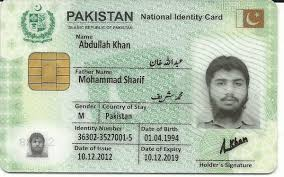 PAKISTAN National Identity Card
ISLAMIC REPUBLIC OF PAKISTAN
Name
Abdullah Khan
عبداللہ خان
Father Name
Mohammad Sharif
محمد شریف
Gender Country of Stay
M Pakistan
Identity Number Date of Birth
36302-3527001-5 01.04.1994
Date of Issue Date of Expiry
10.12.2012 10.12.2019
A.Khan
Holder's Signature